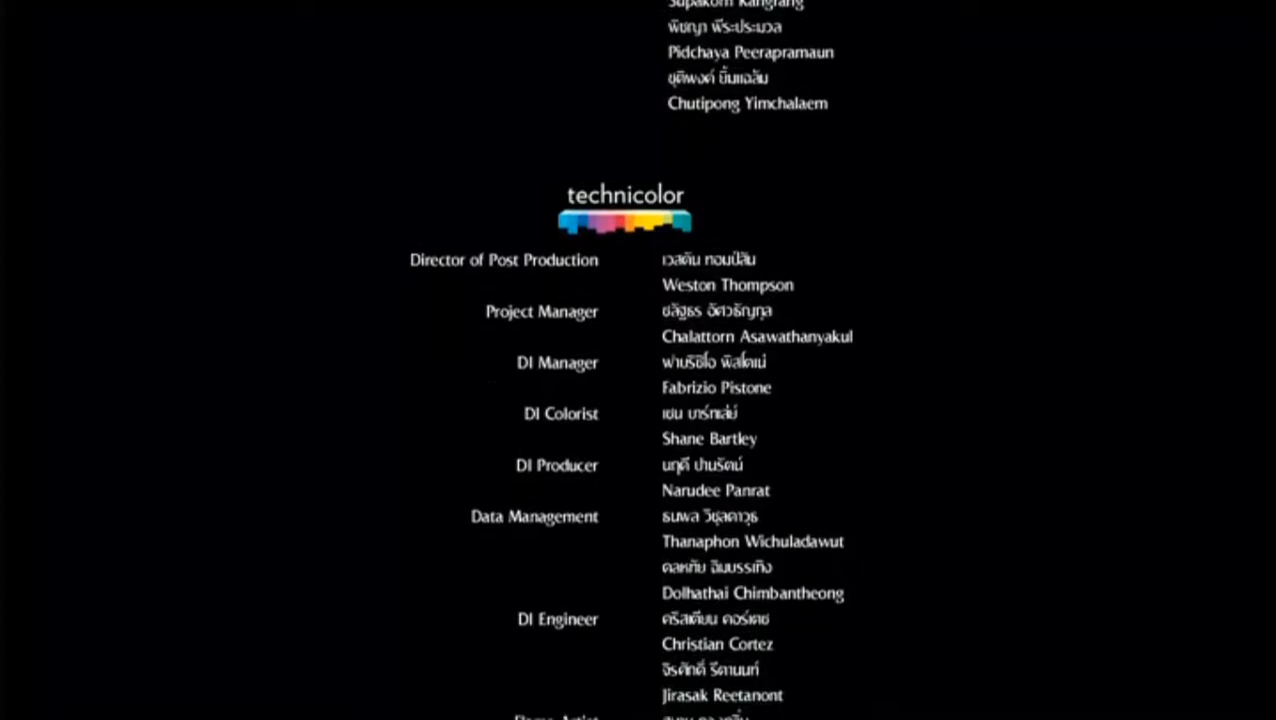 พิชญา พีระประมวล
Pidchaya Peerapramaun
ชุติพงศ์ ยิ้มแฉล้ม
Chutipong Yimchalaem
technicolor
Director of Post Production เวสตัน ทอมป์สัน
Weston Thompson
Project Manager ชลัฐธร อัศวธัญกุล
Chalattorn Asawathanyakul
DI Manager ฟาบริซิโอ พิสโตเน่
Fabrizio Pistone
DI Colorist เชน บาร์ทเล่ย์
Shane Bartley
DI Producer นฤดี ปานรัตน์
Narudee Panrat
Data Management ธนพล วิชุลดาวุธ
Thanaphon Wichuladawut
ดลหทัย ฉิมบรรเทิง
Dolhathai Chimbantheong
DI Engineer คริสเตียน คอร์เตซ
Christian Cortez
จิรศักดิ์ รีตานนท์
Jirasak Reetanont